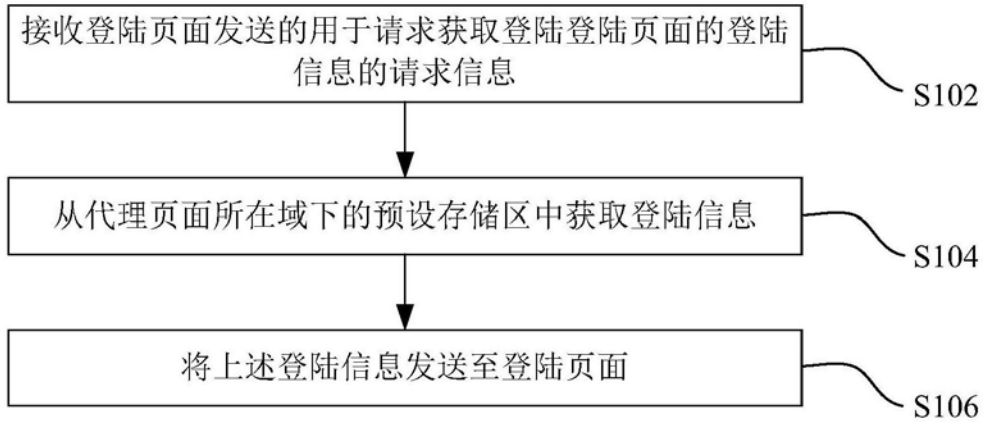 接收登陆页面发送的用于请求获取登陆登陆页面的登陆
信息的请求信息
S102
从代理页面所在域下的预设存储区中获取登陆信息
S104
将上述登陆信息发送至登陆页面
S106